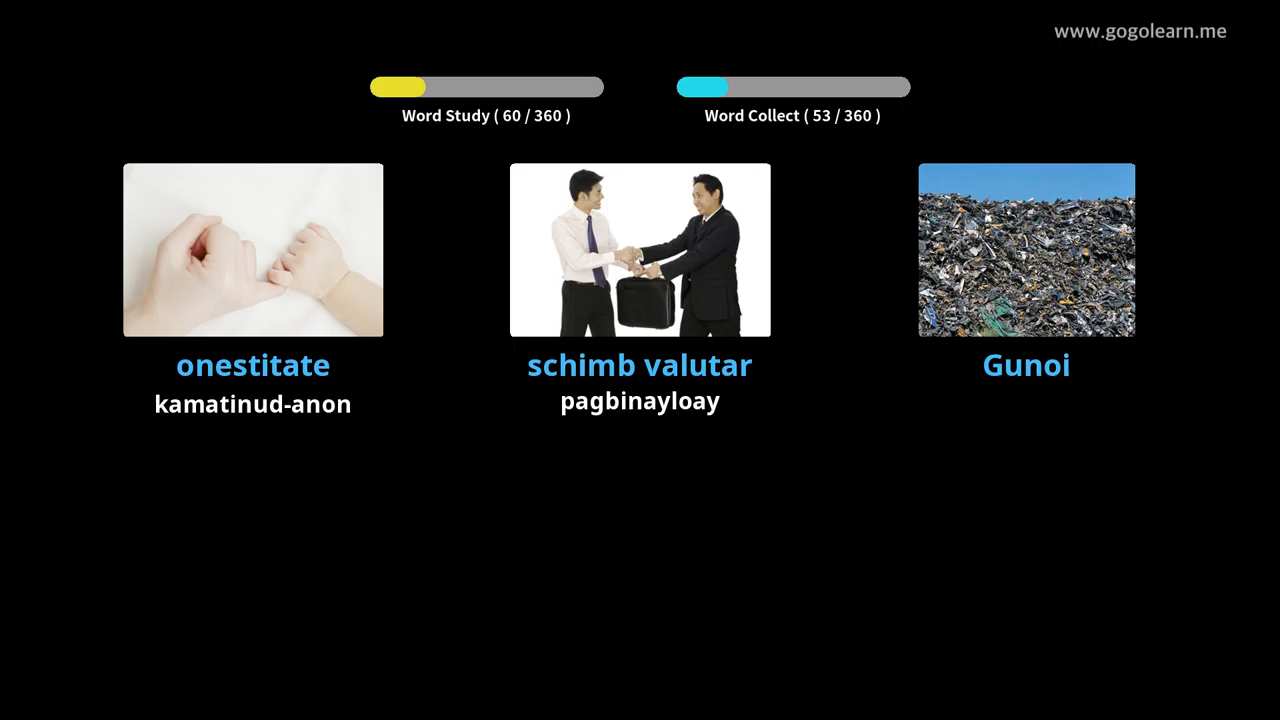 www.gogolearn.me
Word Study ( 60 / 360 )
Word Collect ( 53 / 360 )
onestitate
kamatinud-anon
schimb valutar
pagbinayloay
Gunoi